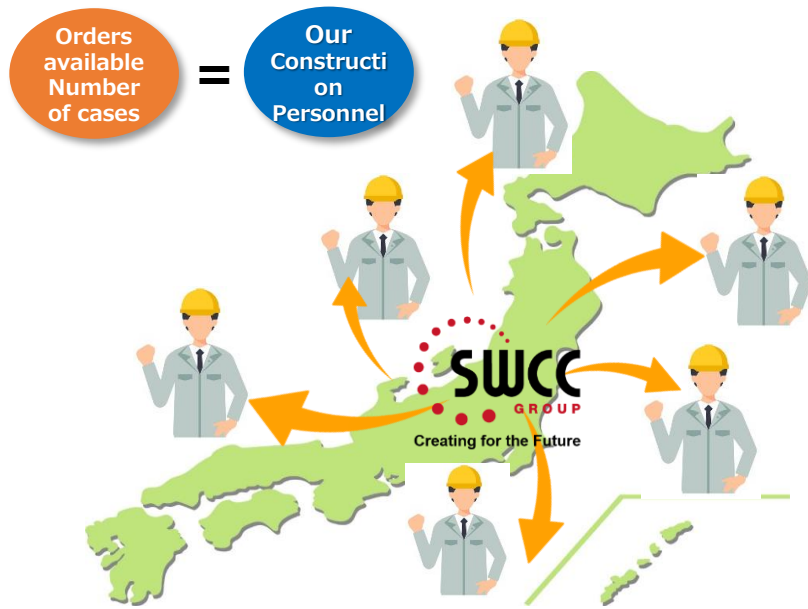 Orders
available
Number
of cases
=
Our
Constructi
on
Personnel
SWCC
GROUP
Creating for the Future